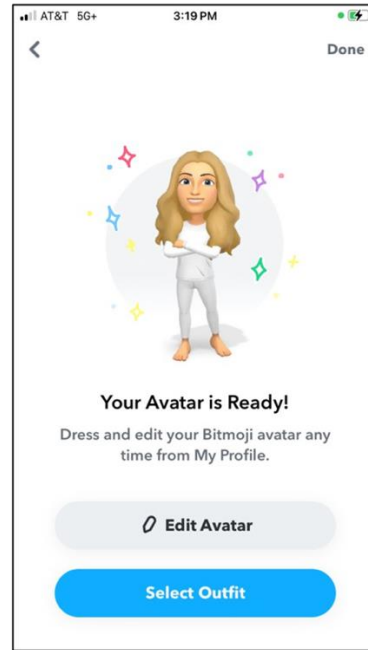 AT&T 5G+ 3:19 PM
Done
Your Avatar is Ready!
Dress and edit your Bitmoji avatar any
time from My Profile.
Edit Avatar
Select Outfit